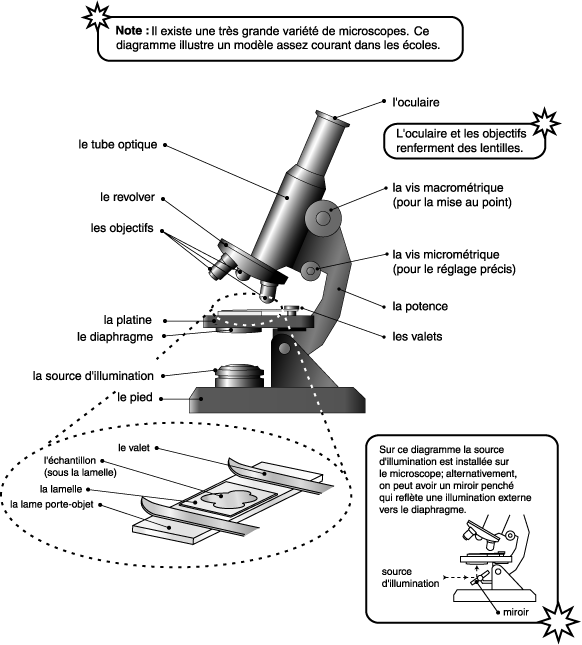 Note : Il existe une très grande variété de microscopes. Ce
diagramme illustre un modèle assez courant dans les écoles.
l'oculaire
L'oculaire et les objectifs
renferment des lentilles.
le tube optique
la vis macrométrique
(pour la mise au point)
le revolver
les objectifs
la vis micrométrique
(pour le réglage précis)
la potence
la platine
le diaphragme
les valets
la source d'illumination
le pied
le valet
l'échantillon
(sous la lamelle)
la lamelle
la lame porte-objet
Sur ce diagramme la source
d'illumination est installée sur
le microscope; alternativement,
on peut avoir un miroir penché
qui reflète une illumination externe
vers le diaphragme.
source
d'illumination
miroir